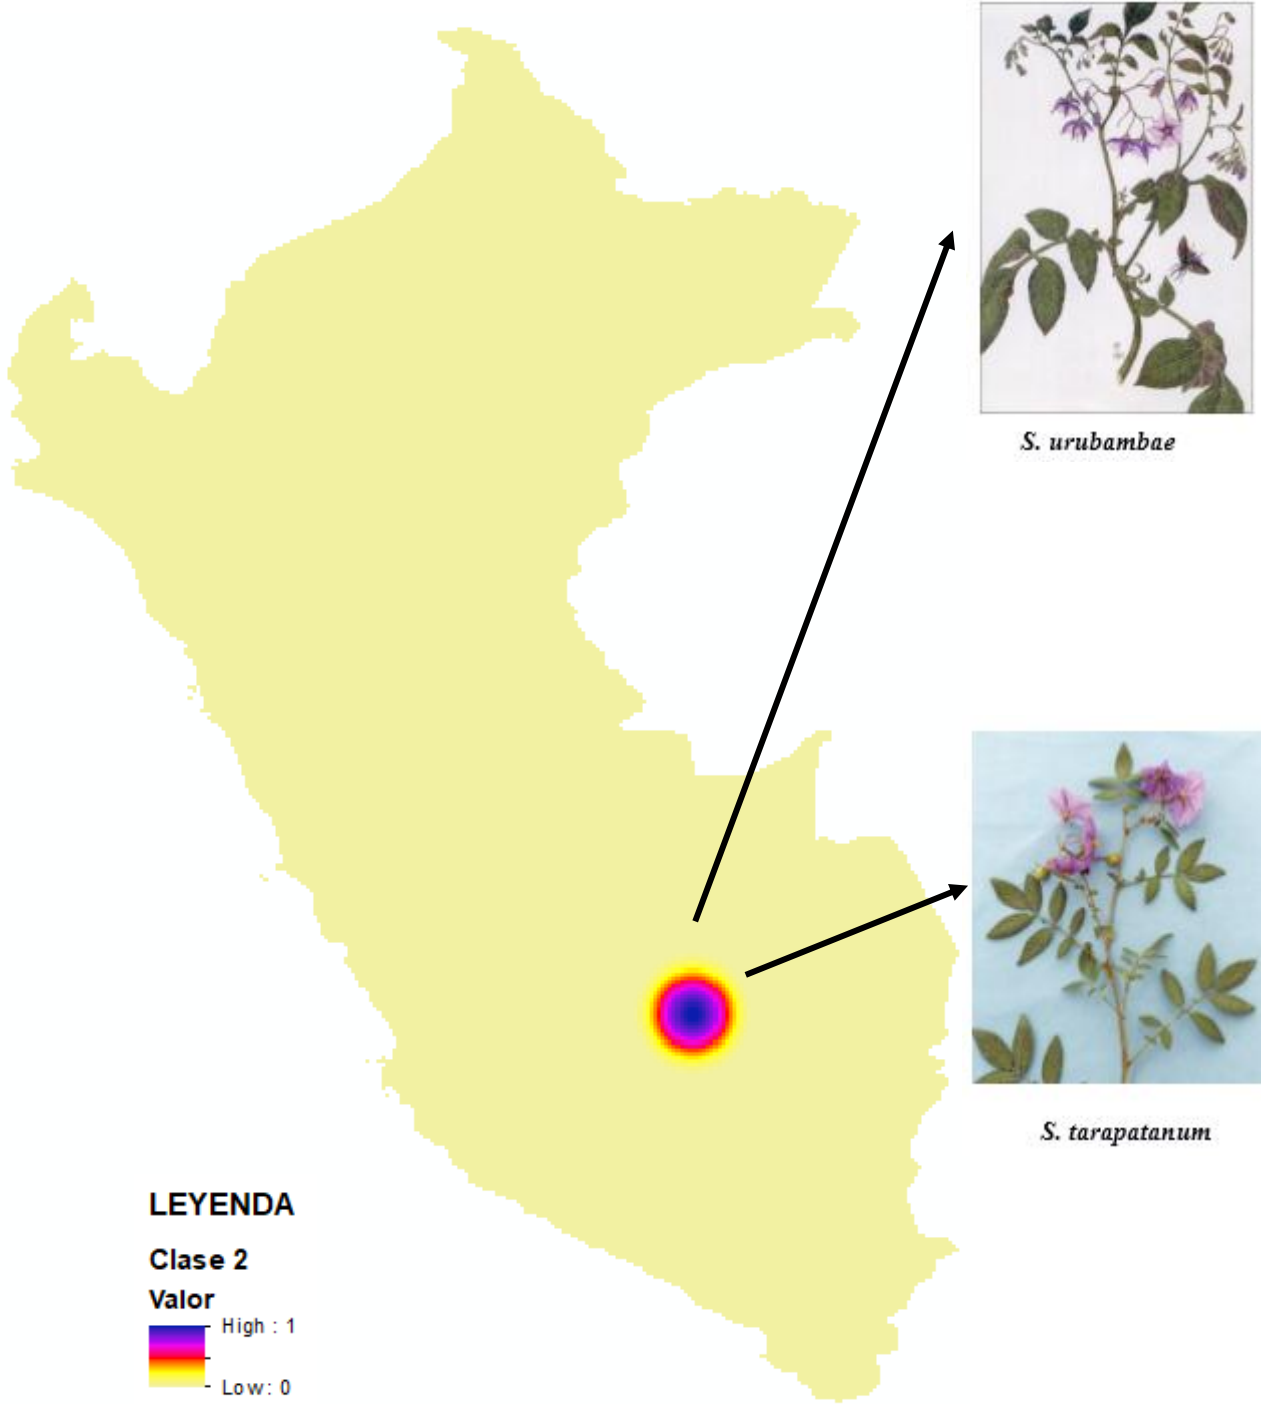 S. urubambae
S. tarapatanum
LEYENDA
Clase 2
Valor
High : 1
Low: 0